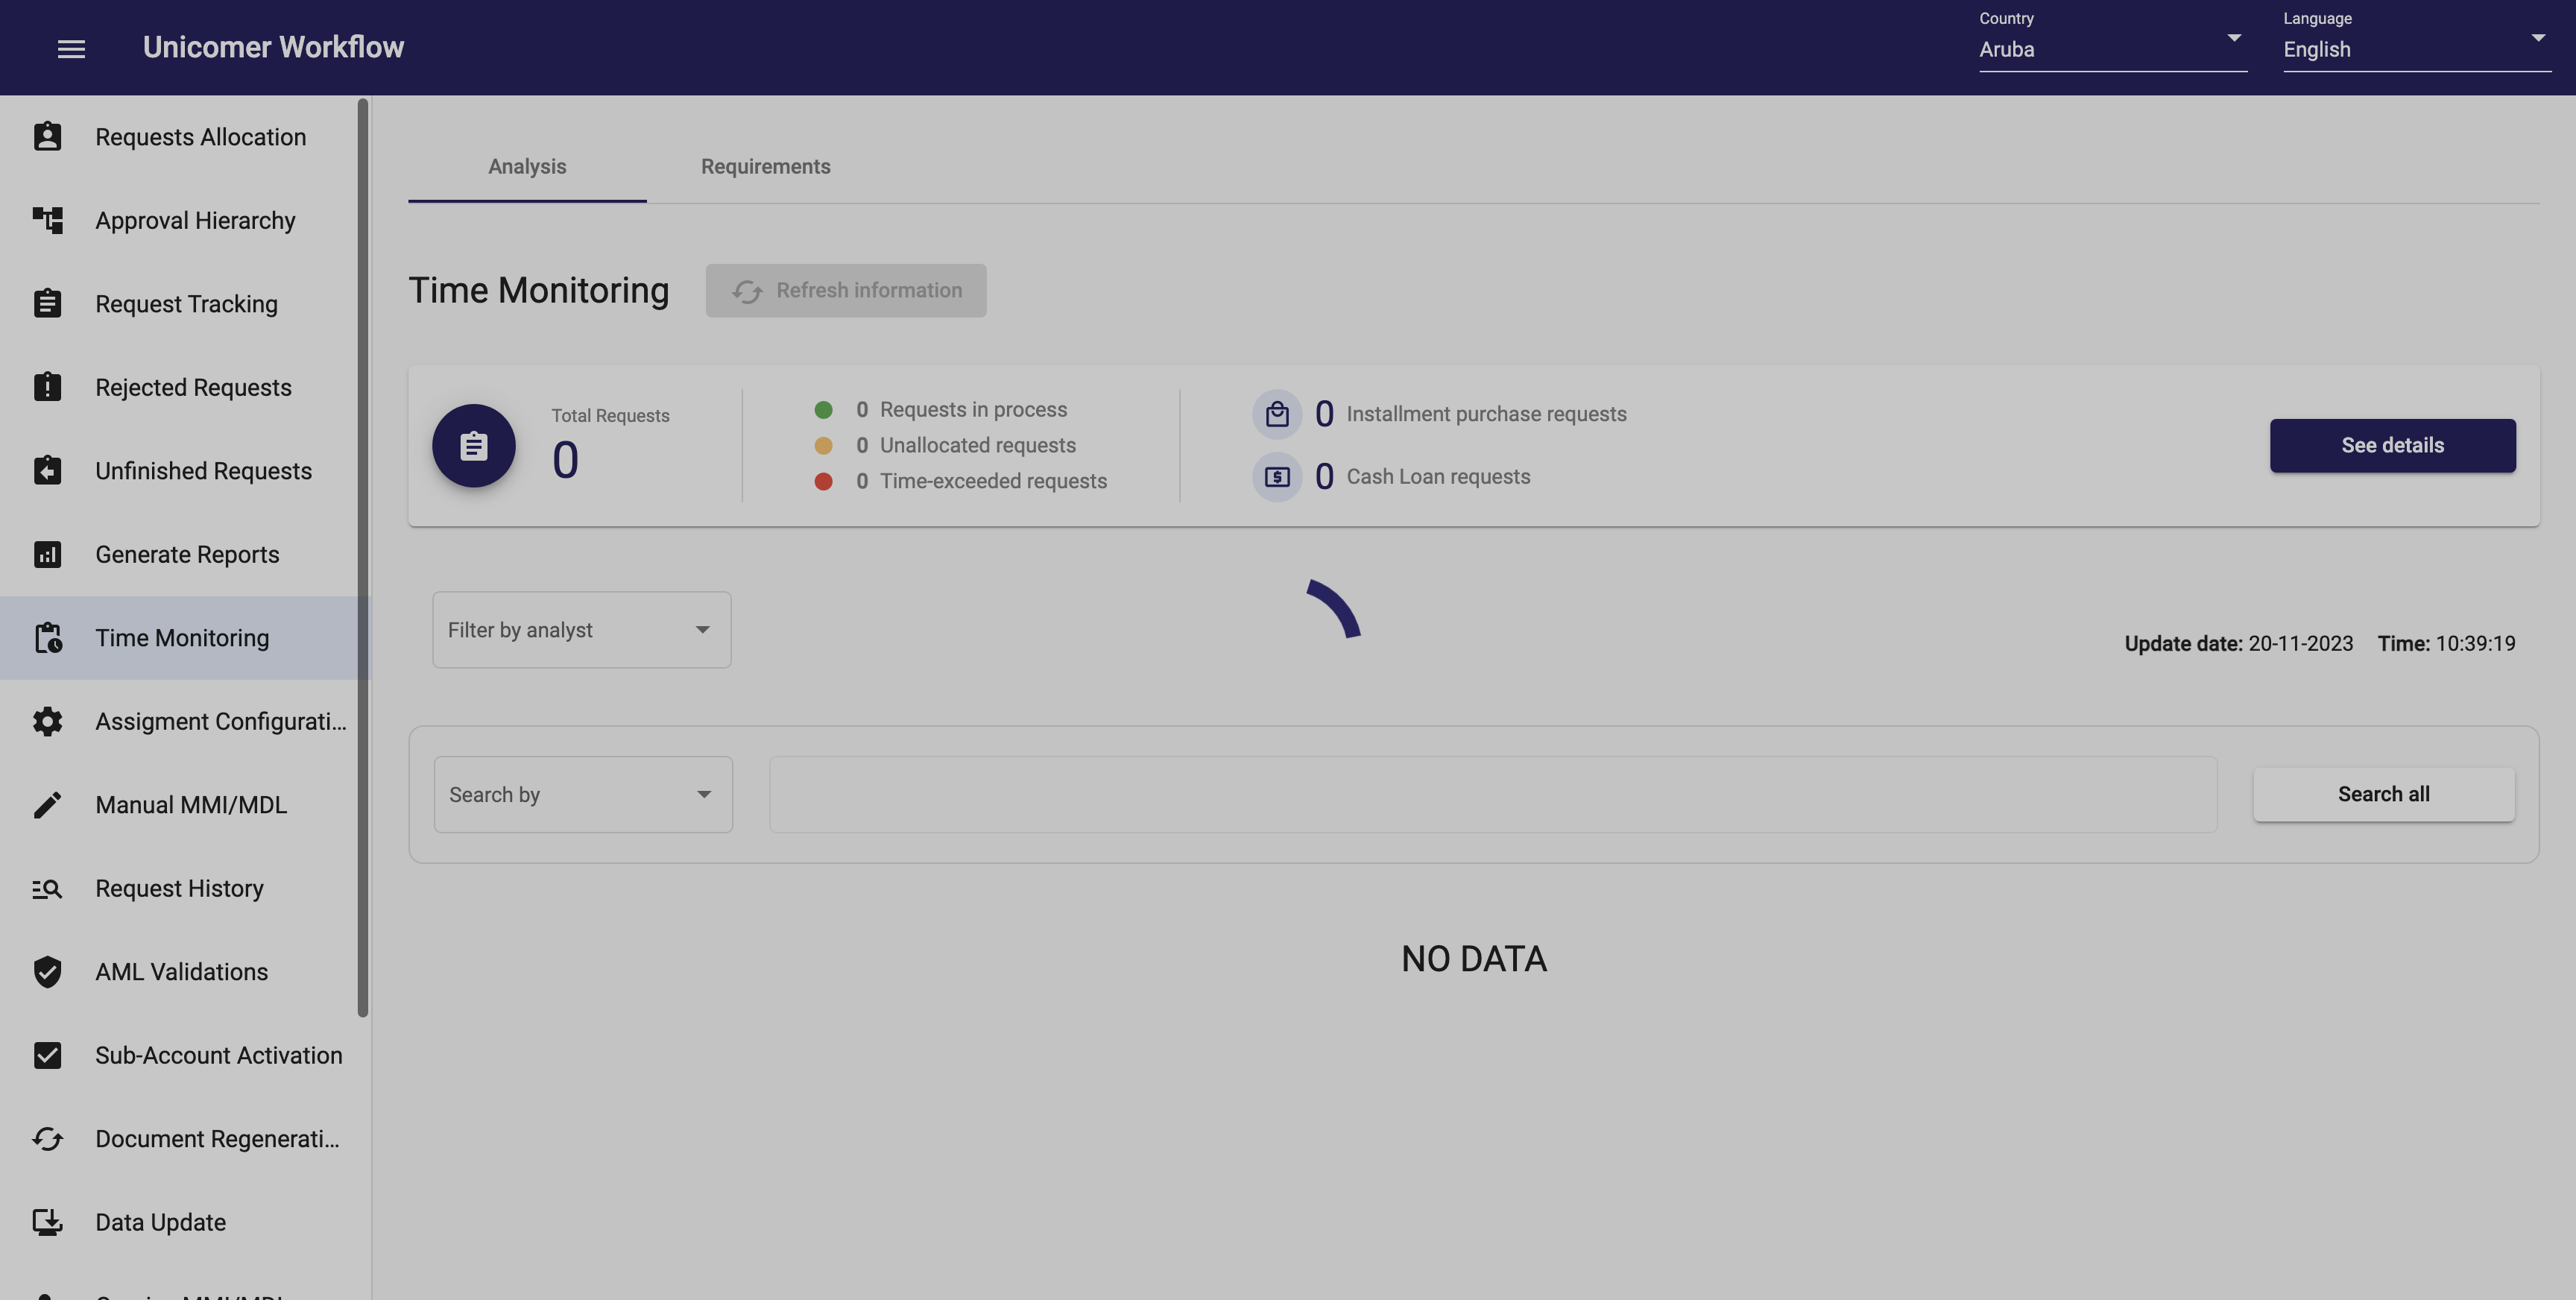 Unicomer Workflow
Country
Aruba
Language
English
Requests Allocation
Approval Hierarchy
Request Tracking
Rejected Requests
Unfinished Requests
Generate Reports
Time Monitoring
Assigment Configurati...
Manual MMI/MDL
Request History
AML Validations
Sub-Account Activation
Document Regenerati...
Data Update
Analysis
Requirements
Time Monitoring
Refresh information
Total Requests
0
0 Requests in process
0 Unallocated requests
0 Time-exceeded requests
0 Installment purchase requests
0 Cash Loan requests
See details
Filter by analyst
Update date: 20-11-2023 Time: 10:39:19
Search by
Search all
NO DATA